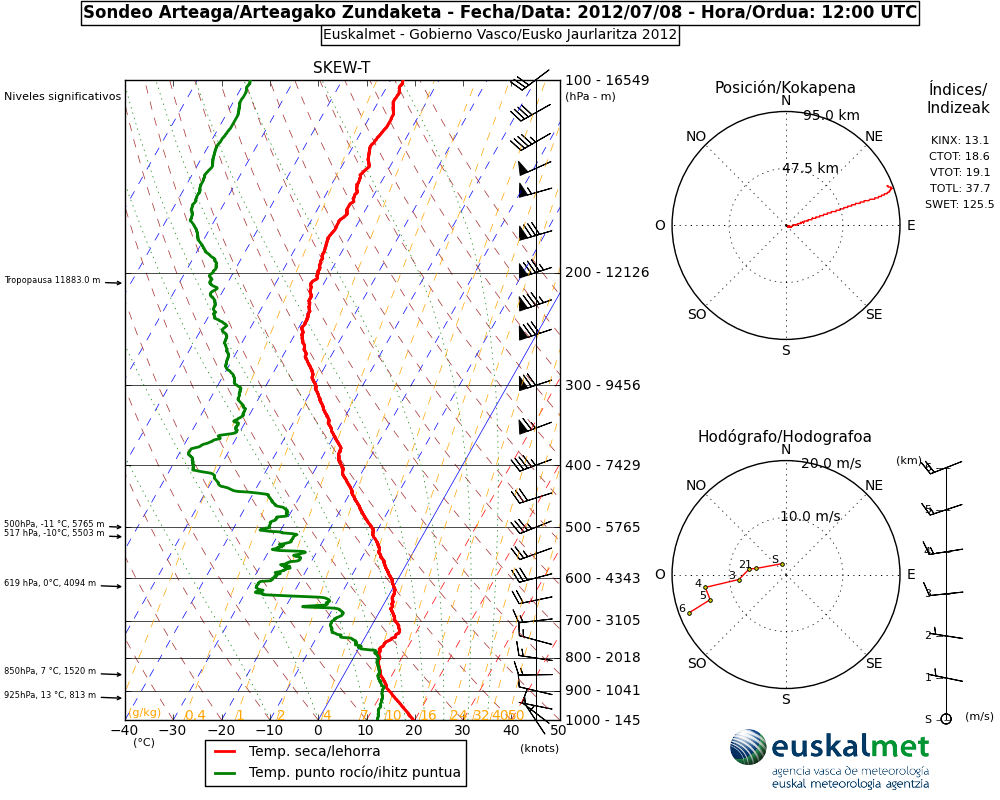 Sondeo Arteaga/Arteagako Zundaketa - Fecha/Data: 2012/07/08 - Hora/Ordua: 12:00 UTC
Euskalmet - Gobierno Vasco/Eusko Jaurlaritza 2012
SKEW-T
Niveles significativos
100 - 16549
(hPa - m)
200 - 12126
Tropopausa 11883.0 m
300 - 9456
400 - 7429
500hPa, -11 °C, 5765 m
517 hPa, -10°C, 5503 m
500 - 5765
619 hPa, 0°C, 4094 m
600 - 4343
700 - 3105
800 - 2018
850hPa, 7 °C, 1520 m
900 - 1041
925hPa, 13 °C, 813 m
1000 - 145
(g/kg) 0.4 1 2 4 7 10 16 24 32 40 50
−40 −30 −20 −10 0 10 20 30 40 50
(°C)
(knots)
Temp. seca/lehorra
Temp. punto rocío/ihitz puntua
Posición/Kokapena
N
95.0 km
NO
NE
47.5 km
O
E
SO
SE
S
Índices/
Indizeak
KINX: 13.1
CTOT: 18.6
VTOT: 19.1
TOTL: 37.7
SWET: 125.5
Hodógrafo/Hodografoa
N
20.0 m/s
NO
NE
10.0 m/s
S
2 1
3
4
5
6
O
E
SO
SE
S
(km)
6
5
4
3
2
1
S
(m/s)
euskalmet
agencia vasca de meteorología
euskal meteorologia agentzia